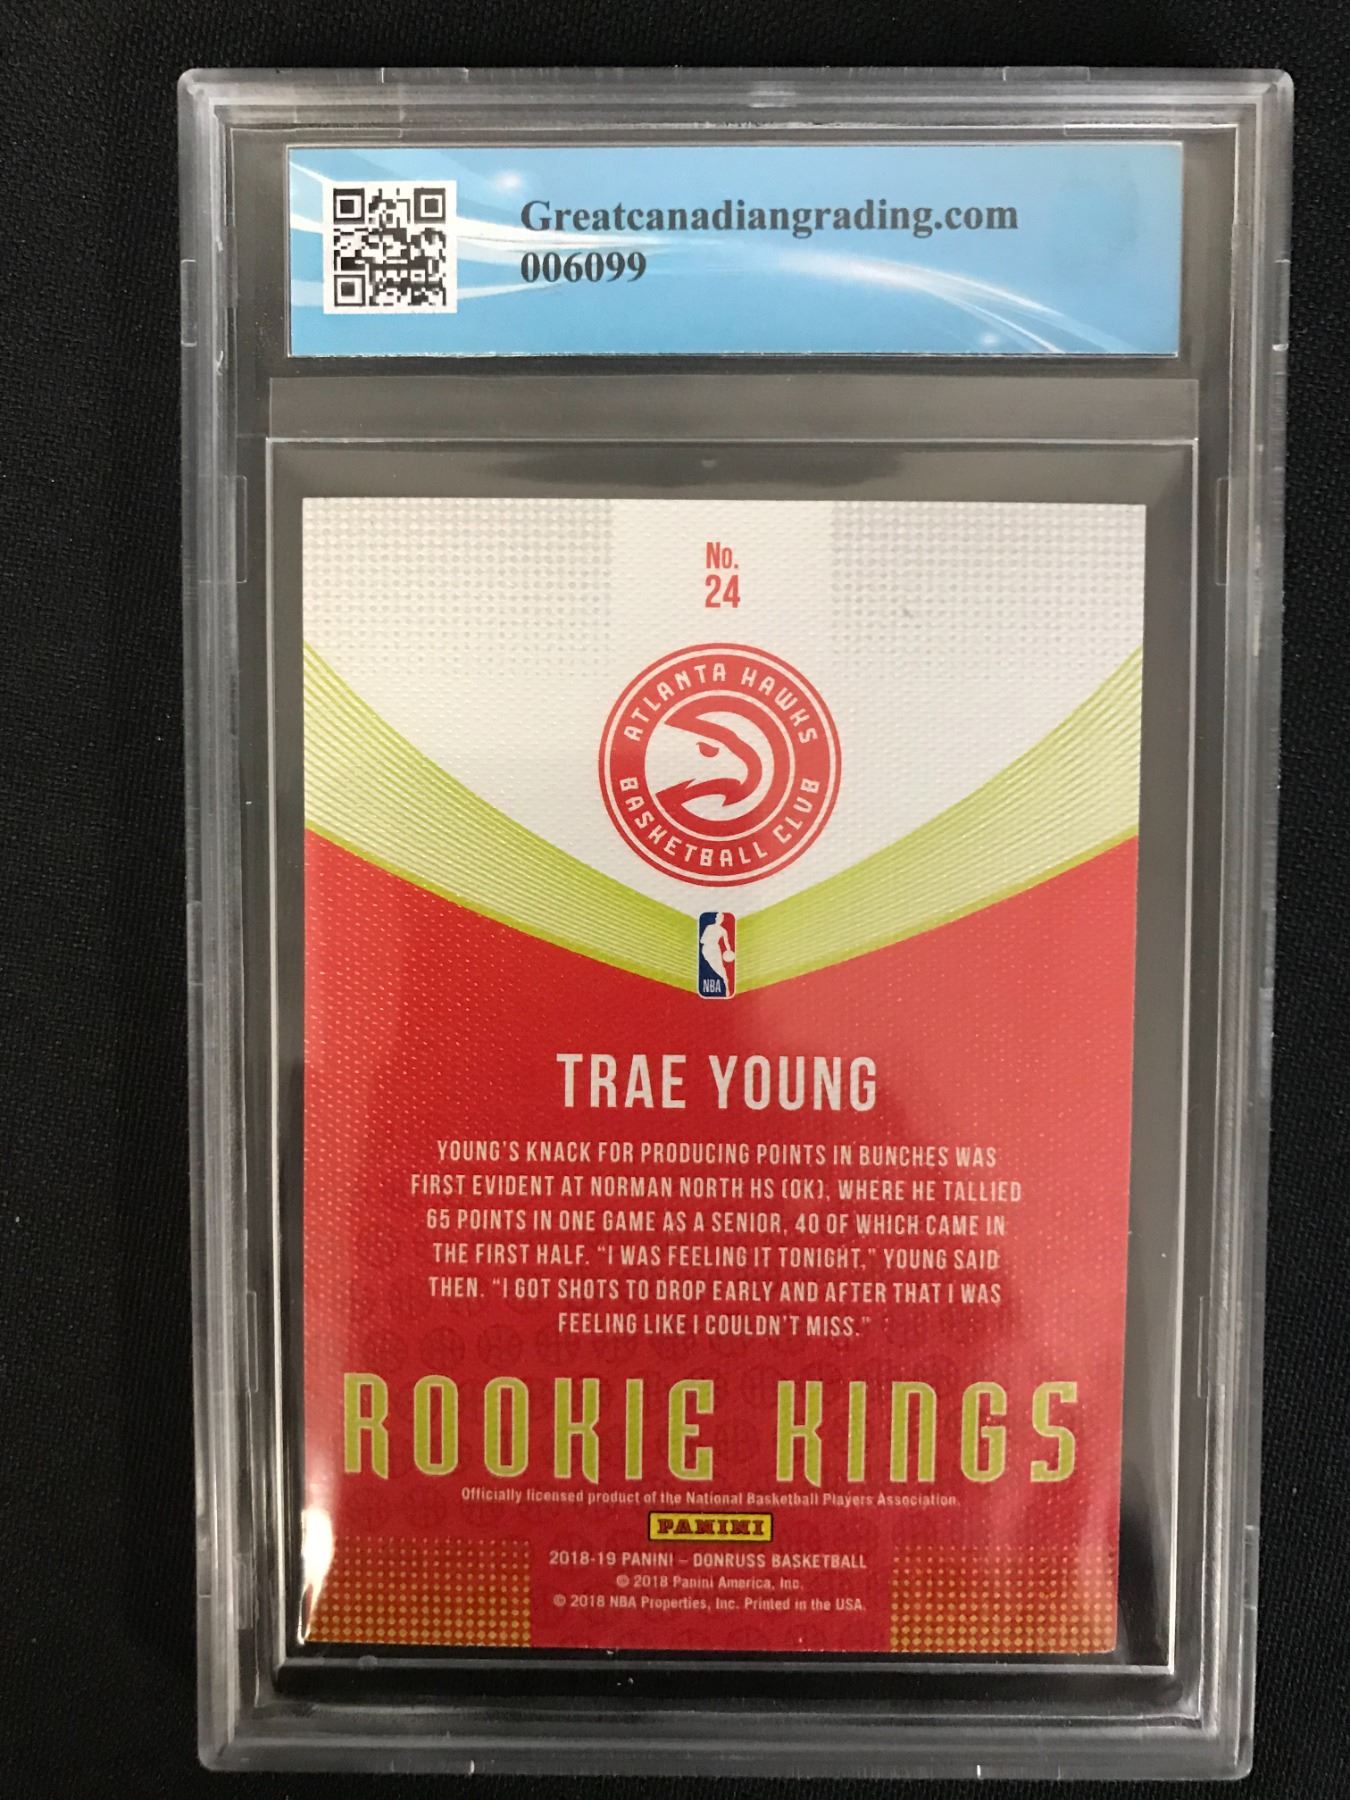 Greatcanadiangrading.com
006099
No.
24
ATLANTA HAWKS
BASKETBALL CLUB
NBA
TRAE YOUNG
YOUNG'S KNACK FOR PRODUCING POINTS IN BUNCHES WAS
FIRST EVIDENT AT NORMAN NORTH HS (OK), WHERE HE TALLIED
65 POINTS IN ONE GAME AS A SENIOR, 40 OF WHICH CAME IN
THE FIRST HALF. "I WAS FEELING IT TONIGHT," YOUNG SAID
THEN. "I GOT SHOTS TO DROP EARLY AND AFTER THAT I WAS
FEELING LIKE I COULDN'T MISS."
ROOKIE KINGS
Officially licensed product of the National Basketball Players Association.
PANINI
2018-19 PANINI – DONRUSS BASKETBALL
© 2018 Panini America, Inc.
© 2018 NBA Properties, Inc. Printed in the USA.